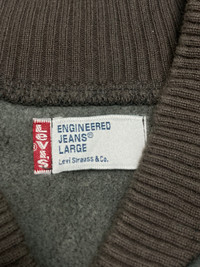 LEVI'S
ENGINEERED
JEANS®
LARGE
Levi Strauss & Co.